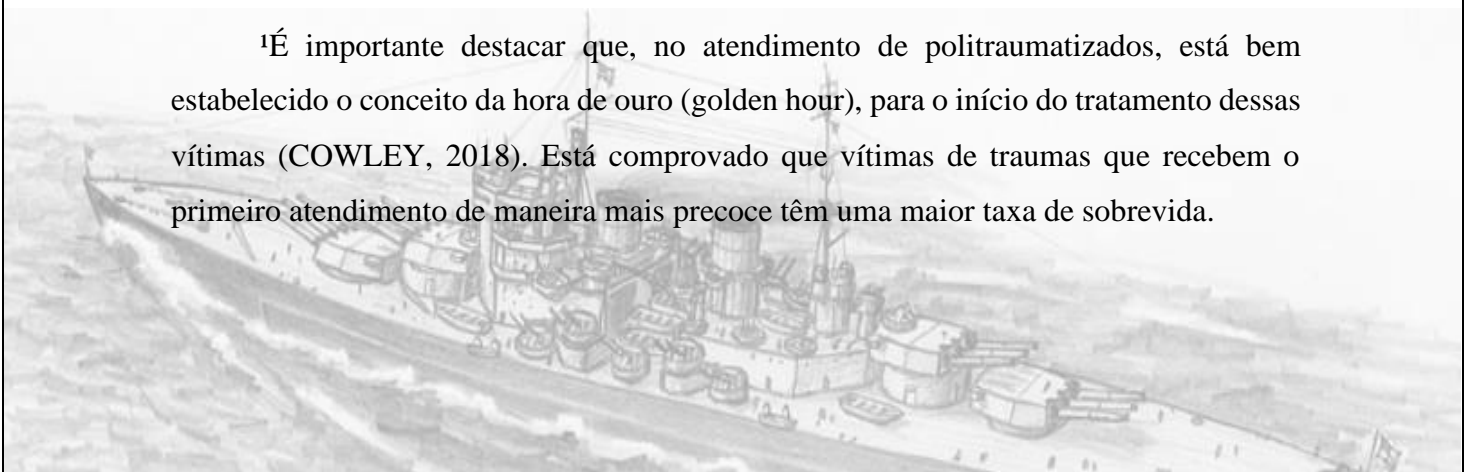 ¹É importante destacar que, no atendimento de politraumatizados, está bem
estabelecido o conceito da hora de ouro (golden hour), para o início do tratamento dessas
vítimas (COWLEY, 2018). Está comprovado que vítimas de traumas que recebem o
primeiro atendimento de maneira mais precoce têm uma maior taxa de sobrevida.